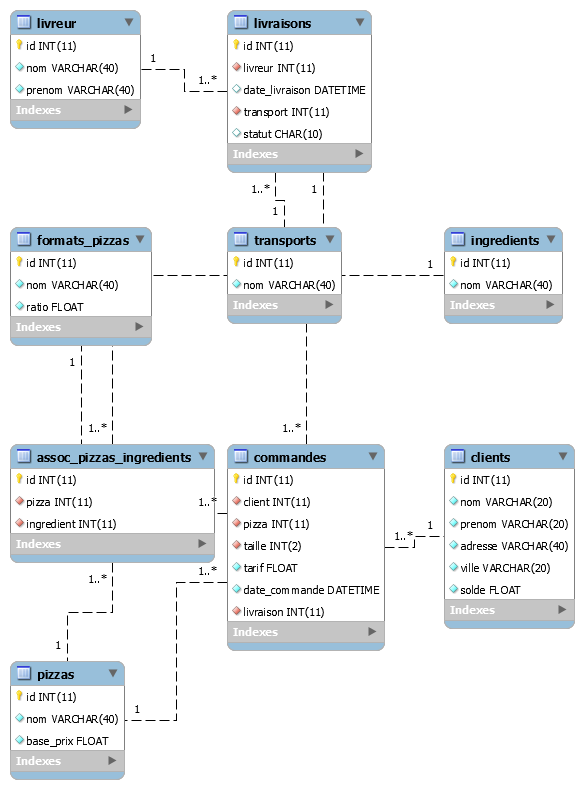 livreur
id INT(11)
nom VARCHAR(40)
prenom VARCHAR(40)
Indexes
1
1..*
livraisons
id INT(11)
livreur INT(11)
date_livraison DATETIME
transport INT(11)
statut CHAR(10)
Indexes
1..*
1
1
formats_pizzas
id INT(11)
nom VARCHAR(40)
ratio FLOAT
Indexes
transports
id INT(11)
nom VARCHAR(40)
Indexes
1
ingredients
id INT(11)
nom VARCHAR(40)
Indexes
1
1..*
1..*
assoc_pizzas_ingredients
id INT(11)
pizza INT(11)
ingredient INT(11)
Indexes
1..*
commandes
id INT(11)
client INT(11)
pizza INT(11)
taille INT(2)
tarif FLOAT
date_commande DATETIME
livraison INT(11)
Indexes
1..*
1
clients
id INT(11)
nom VARCHAR(20)
prenom VARCHAR(20)
adresse VARCHAR(40)
ville VARCHAR(20)
solde FLOAT
Indexes
1..*
1..*
1
pizzas
id INT(11)
nom VARCHAR(40)
base_prix FLOAT
Indexes
1